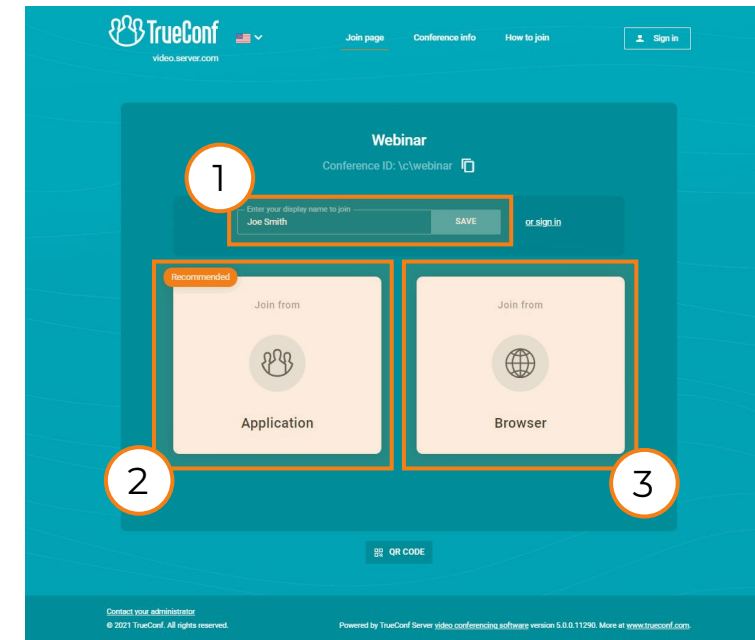 TrueConf
video.server.com
Join page Conference info How to join Sign in
Webinar
Conference ID: \c\webinar
1
Enter your display name to join
Joe Smith SAVE or sign in
Recommended
Join from Join from
Application Browser
2 3
QR CODE
Contact your administrator
© 2021 TrueConf. All rights reserved. Powered by TrueConf Server video conferencing software version 5.0.0.11290. More at www.trueconf.com.